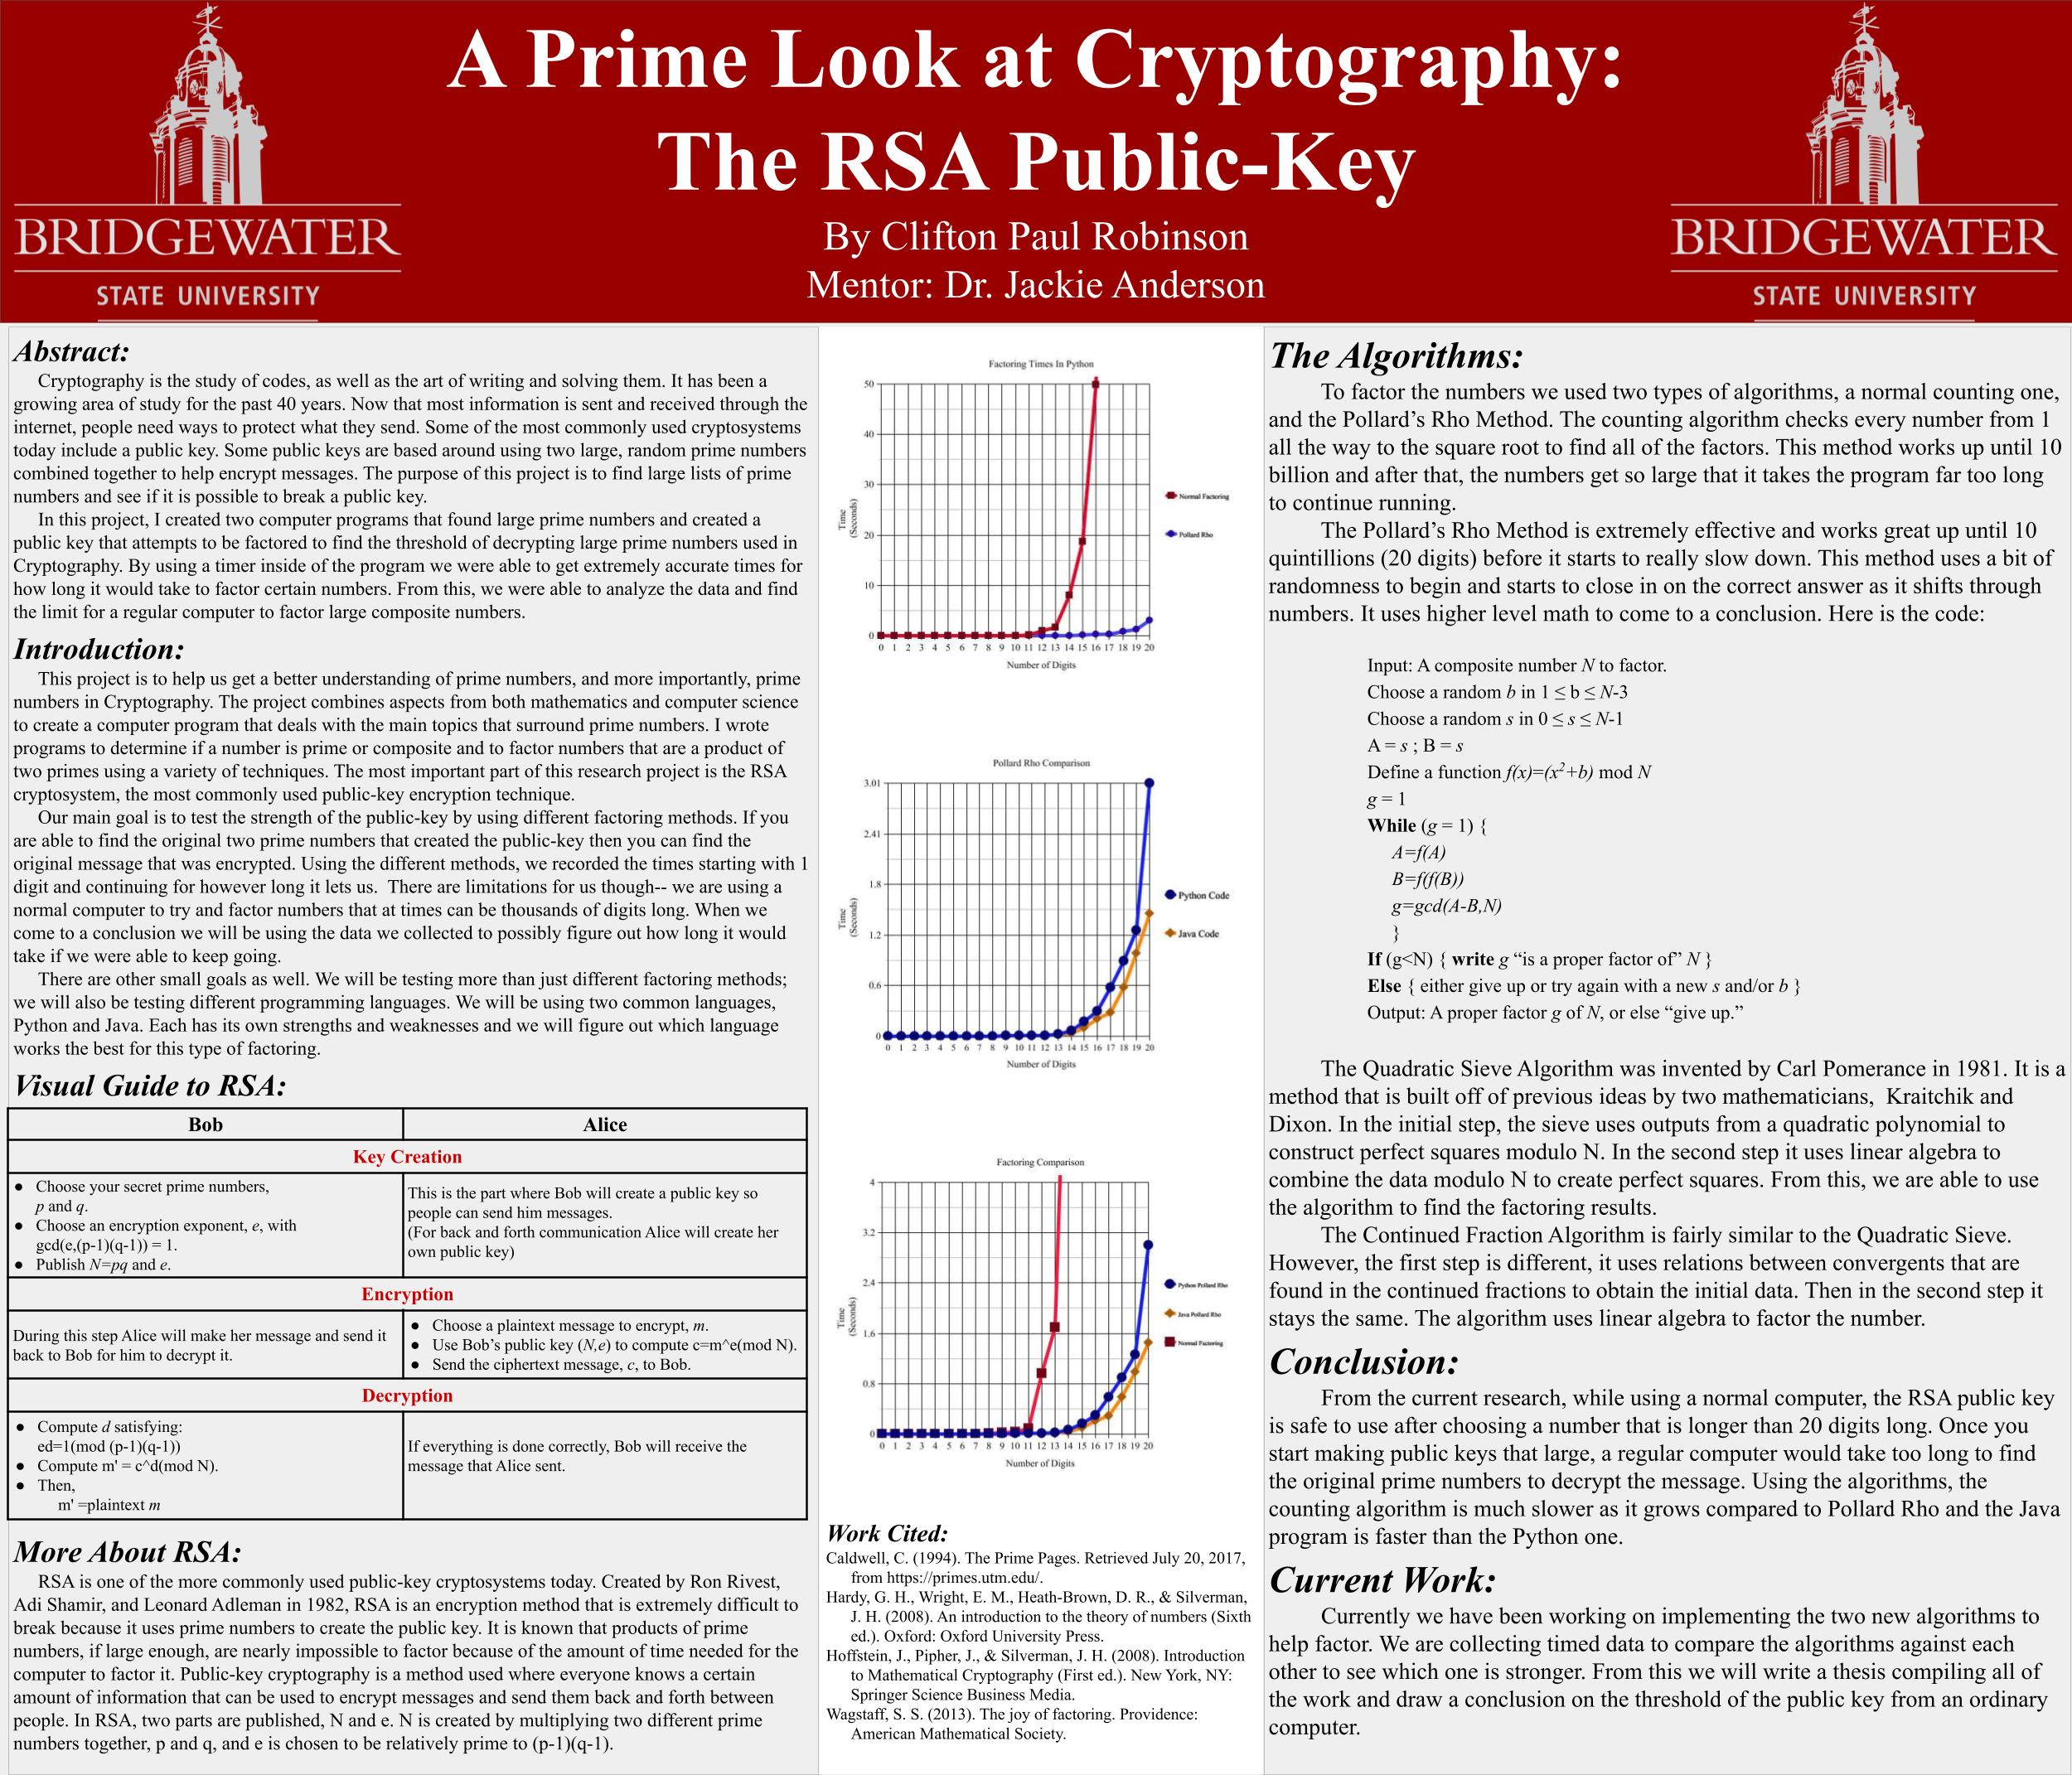 A Prime Look at Cryptography:
The RSA Public-Key
By Clifton Paul Robinson
Mentor: Dr. Jackie Anderson
BRIDGEWATER
STATE UNIVERSITY
BRIDGEWATER
STATE UNIVERSITY
Abstract:
Cryptography is the study of codes, as well as the art of writing and solving them. It has been a
growing area of study for the past 40 years. Now that most information is sent and received through the
internet, people need ways to protect what they send. Some of the most commonly used cryptosystems
today include a public key. Some public keys are based around using two large, random prime numbers
combined together to help encrypt messages. The purpose of this project is to find large lists of prime
numbers and see if it is possible to break a public key.
In this project, I created two computer programs that found large prime numbers and created a
public key that attempts to be factored to find the threshold of decrypting large prime numbers used in
Cryptography. By using a timer inside of the program we were able to get extremely accurate times for
how long it would take to factor certain numbers. From this, we were able to analyze the data and find
the limit for a regular computer to factor large composite numbers.
Introduction:
This project is to help us get a better understanding of prime numbers, and more importantly, prime
numbers in Cryptography. The project combines aspects from both mathematics and computer science
to create a computer program that deals with the main topics that surround prime numbers. I wrote
programs to determine if a number is prime or composite and to factor numbers that are a product of
two primes using a variety of techniques. The most important part of this research project is the RSA
cryptosystem, the most commonly used public-key encryption technique.
Our main goal is to test the strength of the public-key by using different factoring methods. If you
are able to find the original two prime numbers that created the public-key then you can find the
original message that was encrypted. Using the different methods, we recorded the times starting with 1
digit and continuing for however long it lets us. There are limitations for us though-- we are using a
normal computer to try and factor numbers that at times can be thousands of digits long. When we
come to a conclusion we will be using the data we collected to possibly figure out how long it would
take if we were able to keep going.
There are other small goals as well. We will be testing more than just different factoring methods;
we will also be testing different programming languages. We will be using two common languages,
Python and Java. Each has its own strengths and weaknesses and we will figure out which language
works the best for this type of factoring.
Visual Guide to RSA:
Bob
Alice
Key Creation
● Choose your secret prime numbers,
p and q.
● Choose an encryption exponent, e, with
gcd(e,(p-1)(q-1)) = 1.
● Publish N=pq and e.
This is the part where Bob will create a public key so
people can send him messages.
(For back and forth communication Alice will create her
own public key)
Encryption
During this step Alice will make her message and send it
back to Bob for him to decrypt it.
● Choose a plaintext message to encrypt, m.
● Use Bob's public key (N,e) to compute c=m^e(mod N).
● Send the ciphertext message, c, to Bob.
Decryption
● Compute d satisfying:
ed=1(mod (p-1)(q-1))
● Compute m' = c^d(mod N).
● Then,
m' =plaintext m
If everything is done correctly, Bob will receive the
message that Alice sent.
More About RSA:
RSA is one of the more commonly used public-key cryptosystems today. Created by Ron Rivest,
Adi Shamir, and Leonard Adleman in 1982, RSA is an encryption method that is extremely difficult to
break because it uses prime numbers to create the public key. It is known that products of prime
numbers, if large enough, are nearly impossible to factor because of the amount of time needed for the
computer to factor it. Public-key cryptography is a method used where everyone knows a certain
amount of information that can be used to encrypt messages and send them back and forth between
people. In RSA, two parts are published, N and e. N is created by multiplying two different prime
numbers together, p and q, and e is chosen to be relatively prime to (p-1)(q-1).
Factoring Times In Python
50
40
30
20
10
0
Time
(Seconds)
0 1 2 3 4 5 6 7 8 9 10 11 12 13 14 15 16 17 18 19 20
Number of Digits
Normal Factoring
Pollard Rho
Pollard Rho Comparison
3.01
2.41
1.8
1.2
0.6
0
Time
(Seconds)
0 1 2 3 4 5 6 7 8 9 10 11 12 13 14 15 16 17 18 19 20
Number of Digits
Python Code
Java Code
Factoring Comparison
4
3.2
2.4
1.6
0.8
0
Time
(Seconds)
0 1 2 3 4 5 6 7 8 9 10 11 12 13 14 15 16 17 18 19 20
Number of Digits
Python Pollard Rho
Java Pollard Rho
Normal Factoring
Work Cited:
Caldwell, C. (1994). The Prime Pages. Retrieved July 20, 2017,
from https://primes.utm.edu/.
Hardy, G. H., Wright, E. M., Heath-Brown, D. R., & Silverman,
J. H. (2008). An introduction to the theory of numbers (Sixth
ed.). Oxford: Oxford University Press.
Hoffstein, J., Pipher, J., & Silverman, J. H. (2008). Introduction
to Mathematical Cryptography (First ed.). New York, NY:
Springer Science Business Media.
Wagstaff, S. S. (2013). The joy of factoring. Providence:
American Mathematical Society.
The Algorithms:
To factor the numbers we used two types of algorithms, a normal counting one,
and the Pollard's Rho Method. The counting algorithm checks every number from 1
all the way to the square root to find all of the factors. This method works up until 10
billion and after that, the numbers get so large that it takes the program far too long
to continue running.
The Pollard's Rho Method is extremely effective and works great up until 10
quintillions (20 digits) before it starts to really slow down. This method uses a bit of
randomness to begin and starts to close in on the correct answer as it shifts through
numbers. It uses higher level math to come to a conclusion. Here is the code:
Input: A composite number N to factor.
Choose a random b in 1 ≤ b ≤ N-3
Choose a random s in 0 ≤ s ≤ N-1
A = s ; B = s
Define a function f(x)=(x²+b) mod N
g = 1
While (g = 1) {
A=f(A)
B=f(f(B))
g=gcd(A-B,N)
}
If (g<N) { write g “is a proper factor of” N }
Else { either give up or try again with a new s and/or b }
Output: A proper factor g of N, or else “give up.”
The Quadratic Sieve Algorithm was invented by Carl Pomerance in 1981. It is a
method that is built off of previous ideas by two mathematicians, Kraitchik and
Dixon. In the initial step, the sieve uses outputs from a quadratic polynomial to
construct perfect squares modulo N. In the second step it uses linear algebra to
combine the data modulo N to create perfect squares. From this, we are able to use
the algorithm to find the factoring results.
The Continued Fraction Algorithm is fairly similar to the Quadratic Sieve.
However, the first step is different, it uses relations between convergents that are
found in the continued fractions to obtain the initial data. Then in the second step it
stays the same. The algorithm uses linear algebra to factor the number.
Conclusion:
From the current research, while using a normal computer, the RSA public key
is safe to use after choosing a number that is longer than 20 digits long. Once you
start making public keys that large, a regular computer would take too long to find
the original prime numbers to decrypt the message. Using the algorithms, the
counting algorithm is much slower as it grows compared to Pollard Rho and the Java
program is faster than the Python one.
Current Work:
Currently we have been working on implementing the two new algorithms to
help factor. We are collecting timed data to compare the algorithms against each
other to see which one is stronger. From this we will write a thesis compiling all of
the work and draw a conclusion on the threshold of the public key from an ordinary
computer.